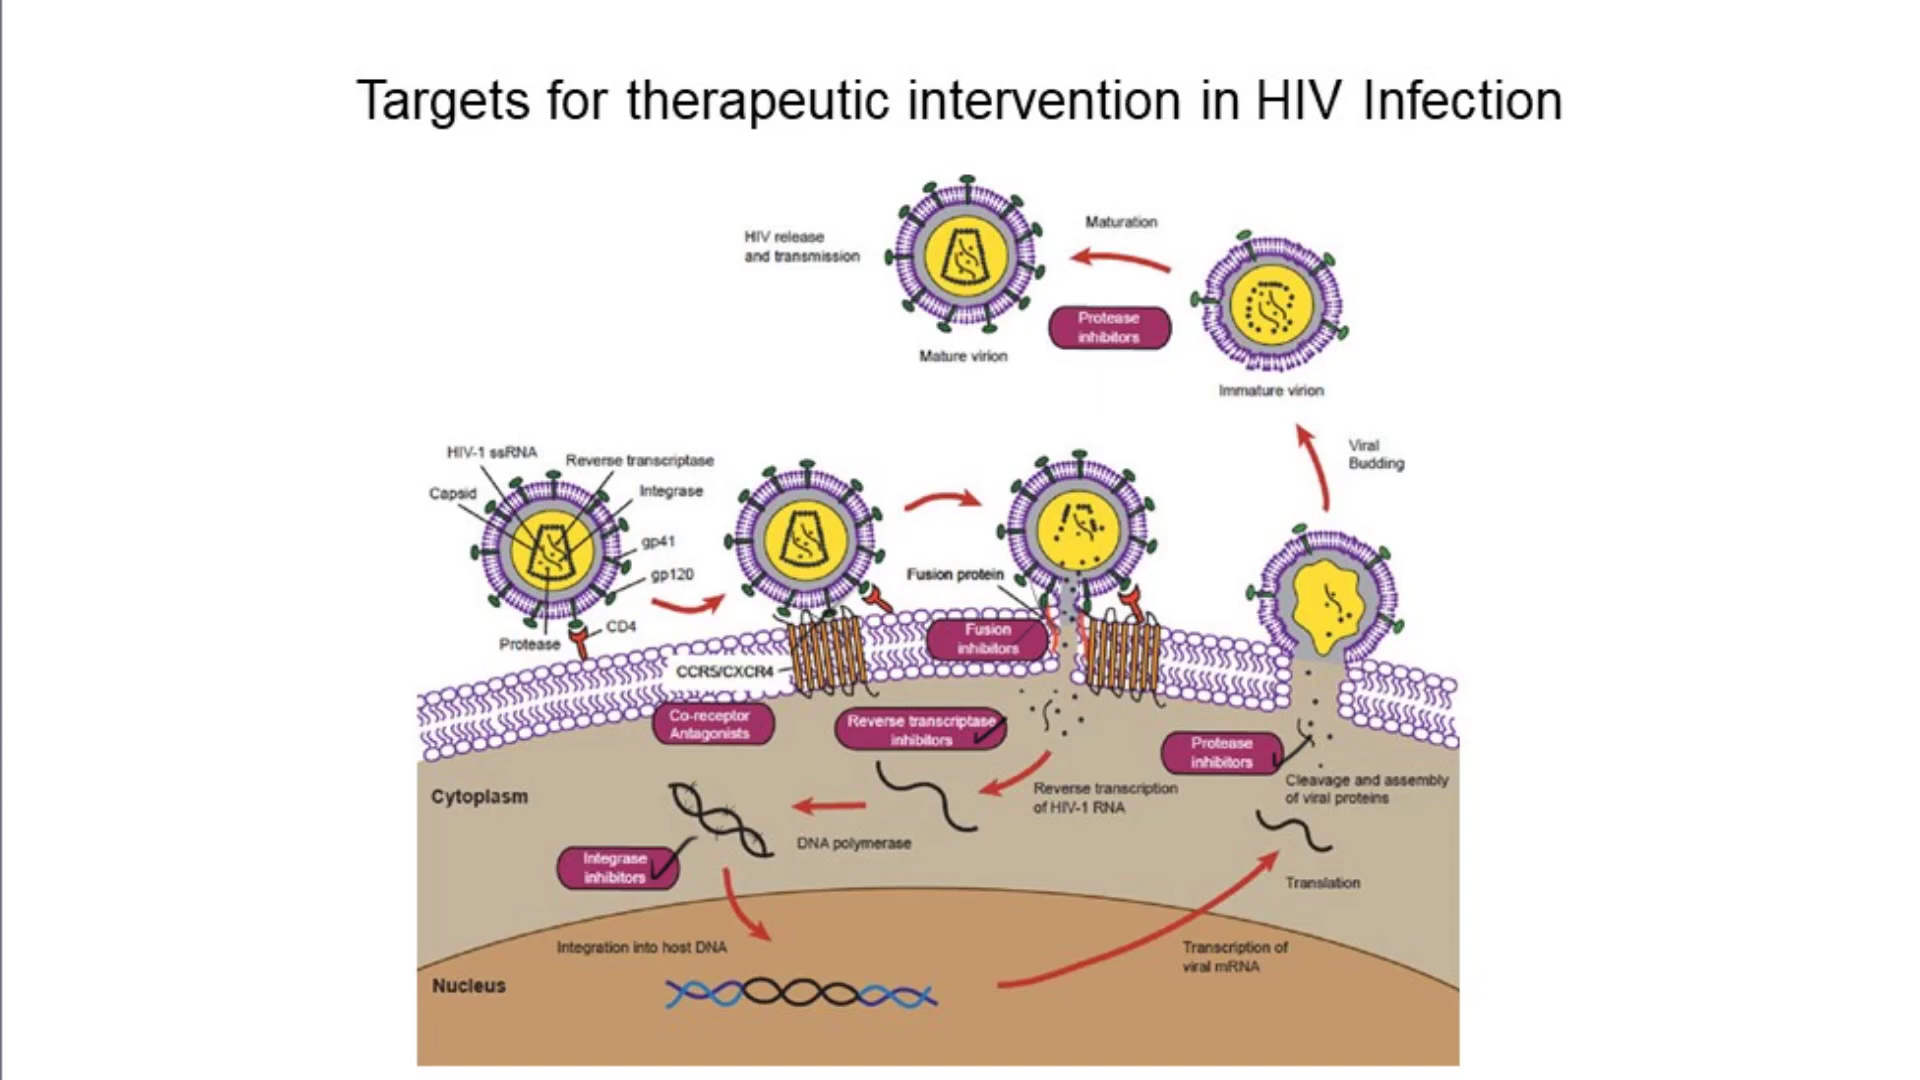 Targets for therapeutic intervention in HIV Infection
HIV release
and transmission
Maturation
Protease
inhibitors
Mature virion
Immature virion
Viral
Budding
HIV-1 ssRNA
Reverse transcriptase
Capsid
Integrase
gp41
gp120
Protease
CD4
Fusion protein
Fusion
inhibitors
CCR5/CXCR4
Co-receptor
Antagonists
Reverse transcriptase
inhibitors
Protease
inhibitors
Cleavage and assembly
of viral proteins
Reverse transcription
of HIV-1 RNA
Cytoplasm
DNA polymerase
Integrase
inhibitors
Translation
Integration into host DNA
Transcription of
viral mRNA
Nucleus